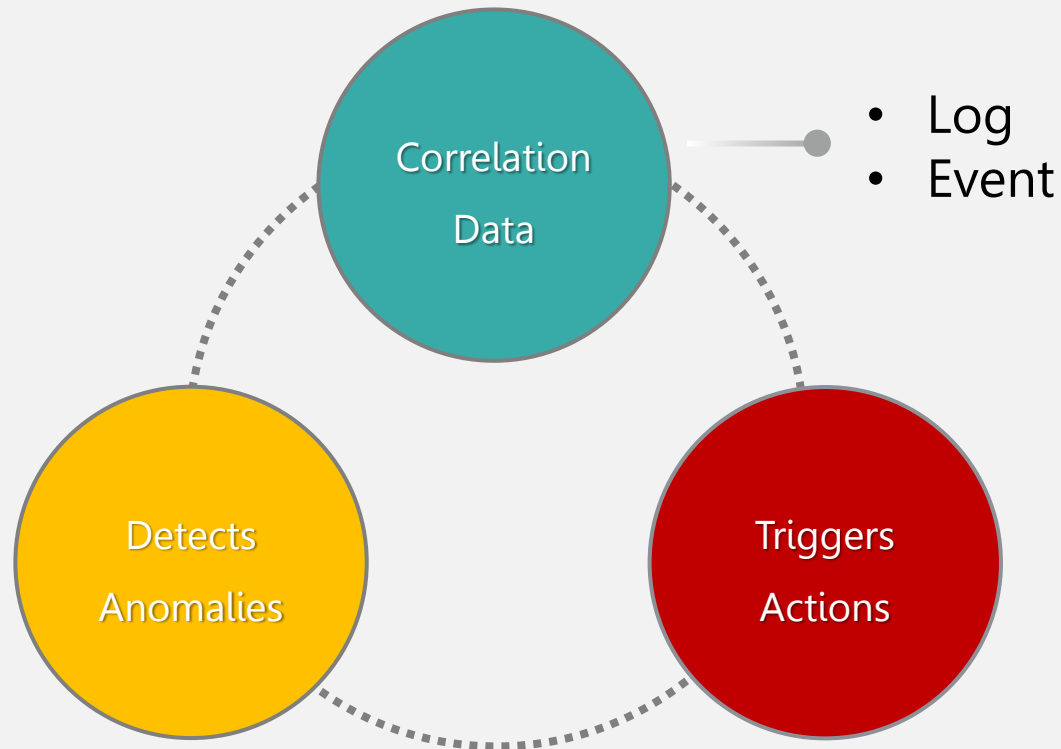 Correlation
Data
• Log
• Event
Detects
Anomalies
Triggers
Actions